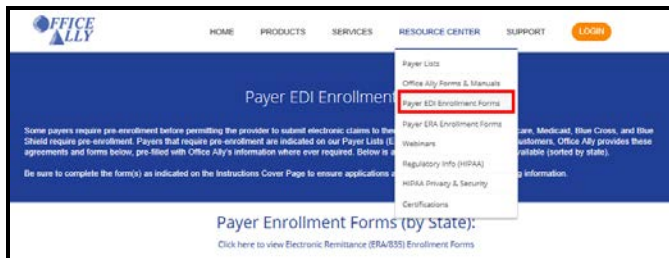 OFFICE ALLY
HOME PRODUCTS SERVICES RESOURCE CENTER SUPPORT LOGIN
Payer Lists
Office Ally Forms & Manuals
Payer EDI Enrollment Forms
Payer ERA Enrollment Forms
Webinars
Regulatory Info (HIPAA)
HIPAA Privacy & Security
Certifications
Payer EDI Enrollment
Some payers require pre-enrollment before permitting the provider to submit electronic claims to the care, Medicaid, Blue Cross, and Blue
Shield require pre-enrollment. Payers that require pre-enrollment are indicated on our Payer Lists (E ustomers, Office Ally provides these
agreements and forms below, pre-filled with Office Ally's information where ever required. Below is a vailable (sorted by state).
Be sure to complete the form(s) as indicated on the Instructions Cover Page to ensure applications a g information.
Payer Enrollment Forms (by State):
Click here to view Electronic Remittance (ERA/835) Enrollment Forms